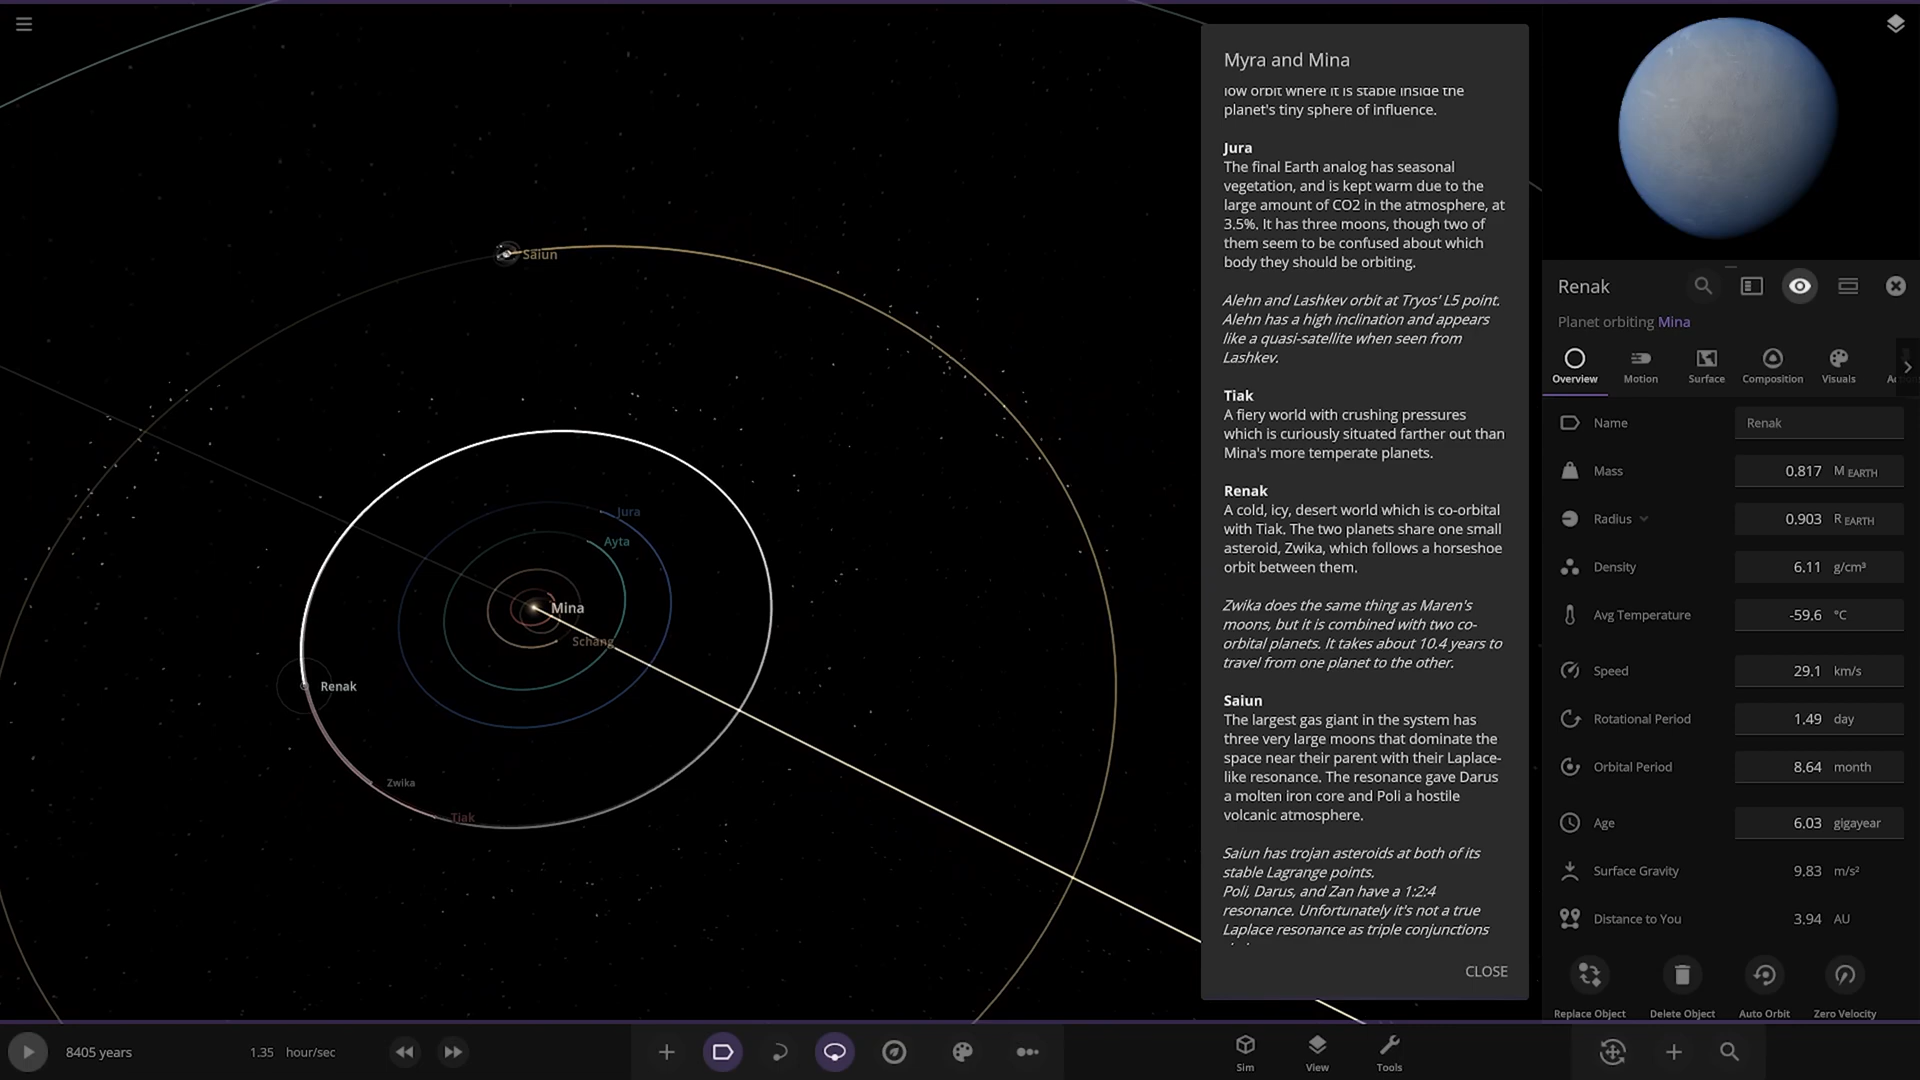 Myra and Mina
low orbit where it is stable inside the
planet's tiny sphere of influence.
Jura
The final Earth analog has seasonal
vegetation, and is kept warm due to the
large amount of CO2 in the atmosphere, at
3.5%. It has three moons, though two of
them seem to be confused about which
body they should be orbiting.
Alehn and Lashkev orbit at Tryos' L5 point.
Alehn has a high inclination and appears
like a quasi-satellite when seen from
Lashkev.
Tiak
A fiery world with crushing pressures
which is curiously situated farther out than
Mina's more temperate planets.
Renak
A cold, icy, desert world which is co-orbital
with Tiak. The two planets share one small
asteroid, Zwika, which follows a horseshoe
orbit between them.
Zwika does the same thing as Maren's
moons, but it is combined with two co-
orbital planets. It takes about 10.4 years to
travel from one planet to the other.
Saiun
The largest gas giant in the system has
three very large moons that dominate the
space near their parent with their Laplace-
like resonance. The resonance gave Darus
a molten iron core and Poli a hostile
volcanic atmosphere.
Saiun has trojan asteroids at both of its
stable Lagrange points.
Poli, Darus, and Zan have a 1:2:4
resonance. Unfortunately it's not a true
Laplace resonance as triple conjunctions
CLOSE
Saiun
Jura
Ayta
Mina
Schang
Renak
Zwika
Tiak
Renak
Planet orbiting Mina
Overview Motion Surface Composition Visuals
Name Renak
Mass 0.817 M EARTH
Radius 0.903 R EARTH
Density 6.11 g/cm³
Avg Temperature -59.6 °C
Speed 29.1 km/s
Rotational Period 1.49 day
Orbital Period 8.64 month
Age 6.03 gigayear
Surface Gravity 9.83 m/s²
Distance to You 3.94 AU
Replace Object Delete Object Auto Orbit Zero Velocity
8405 years 1.35 hour/sec
Sim View Tools